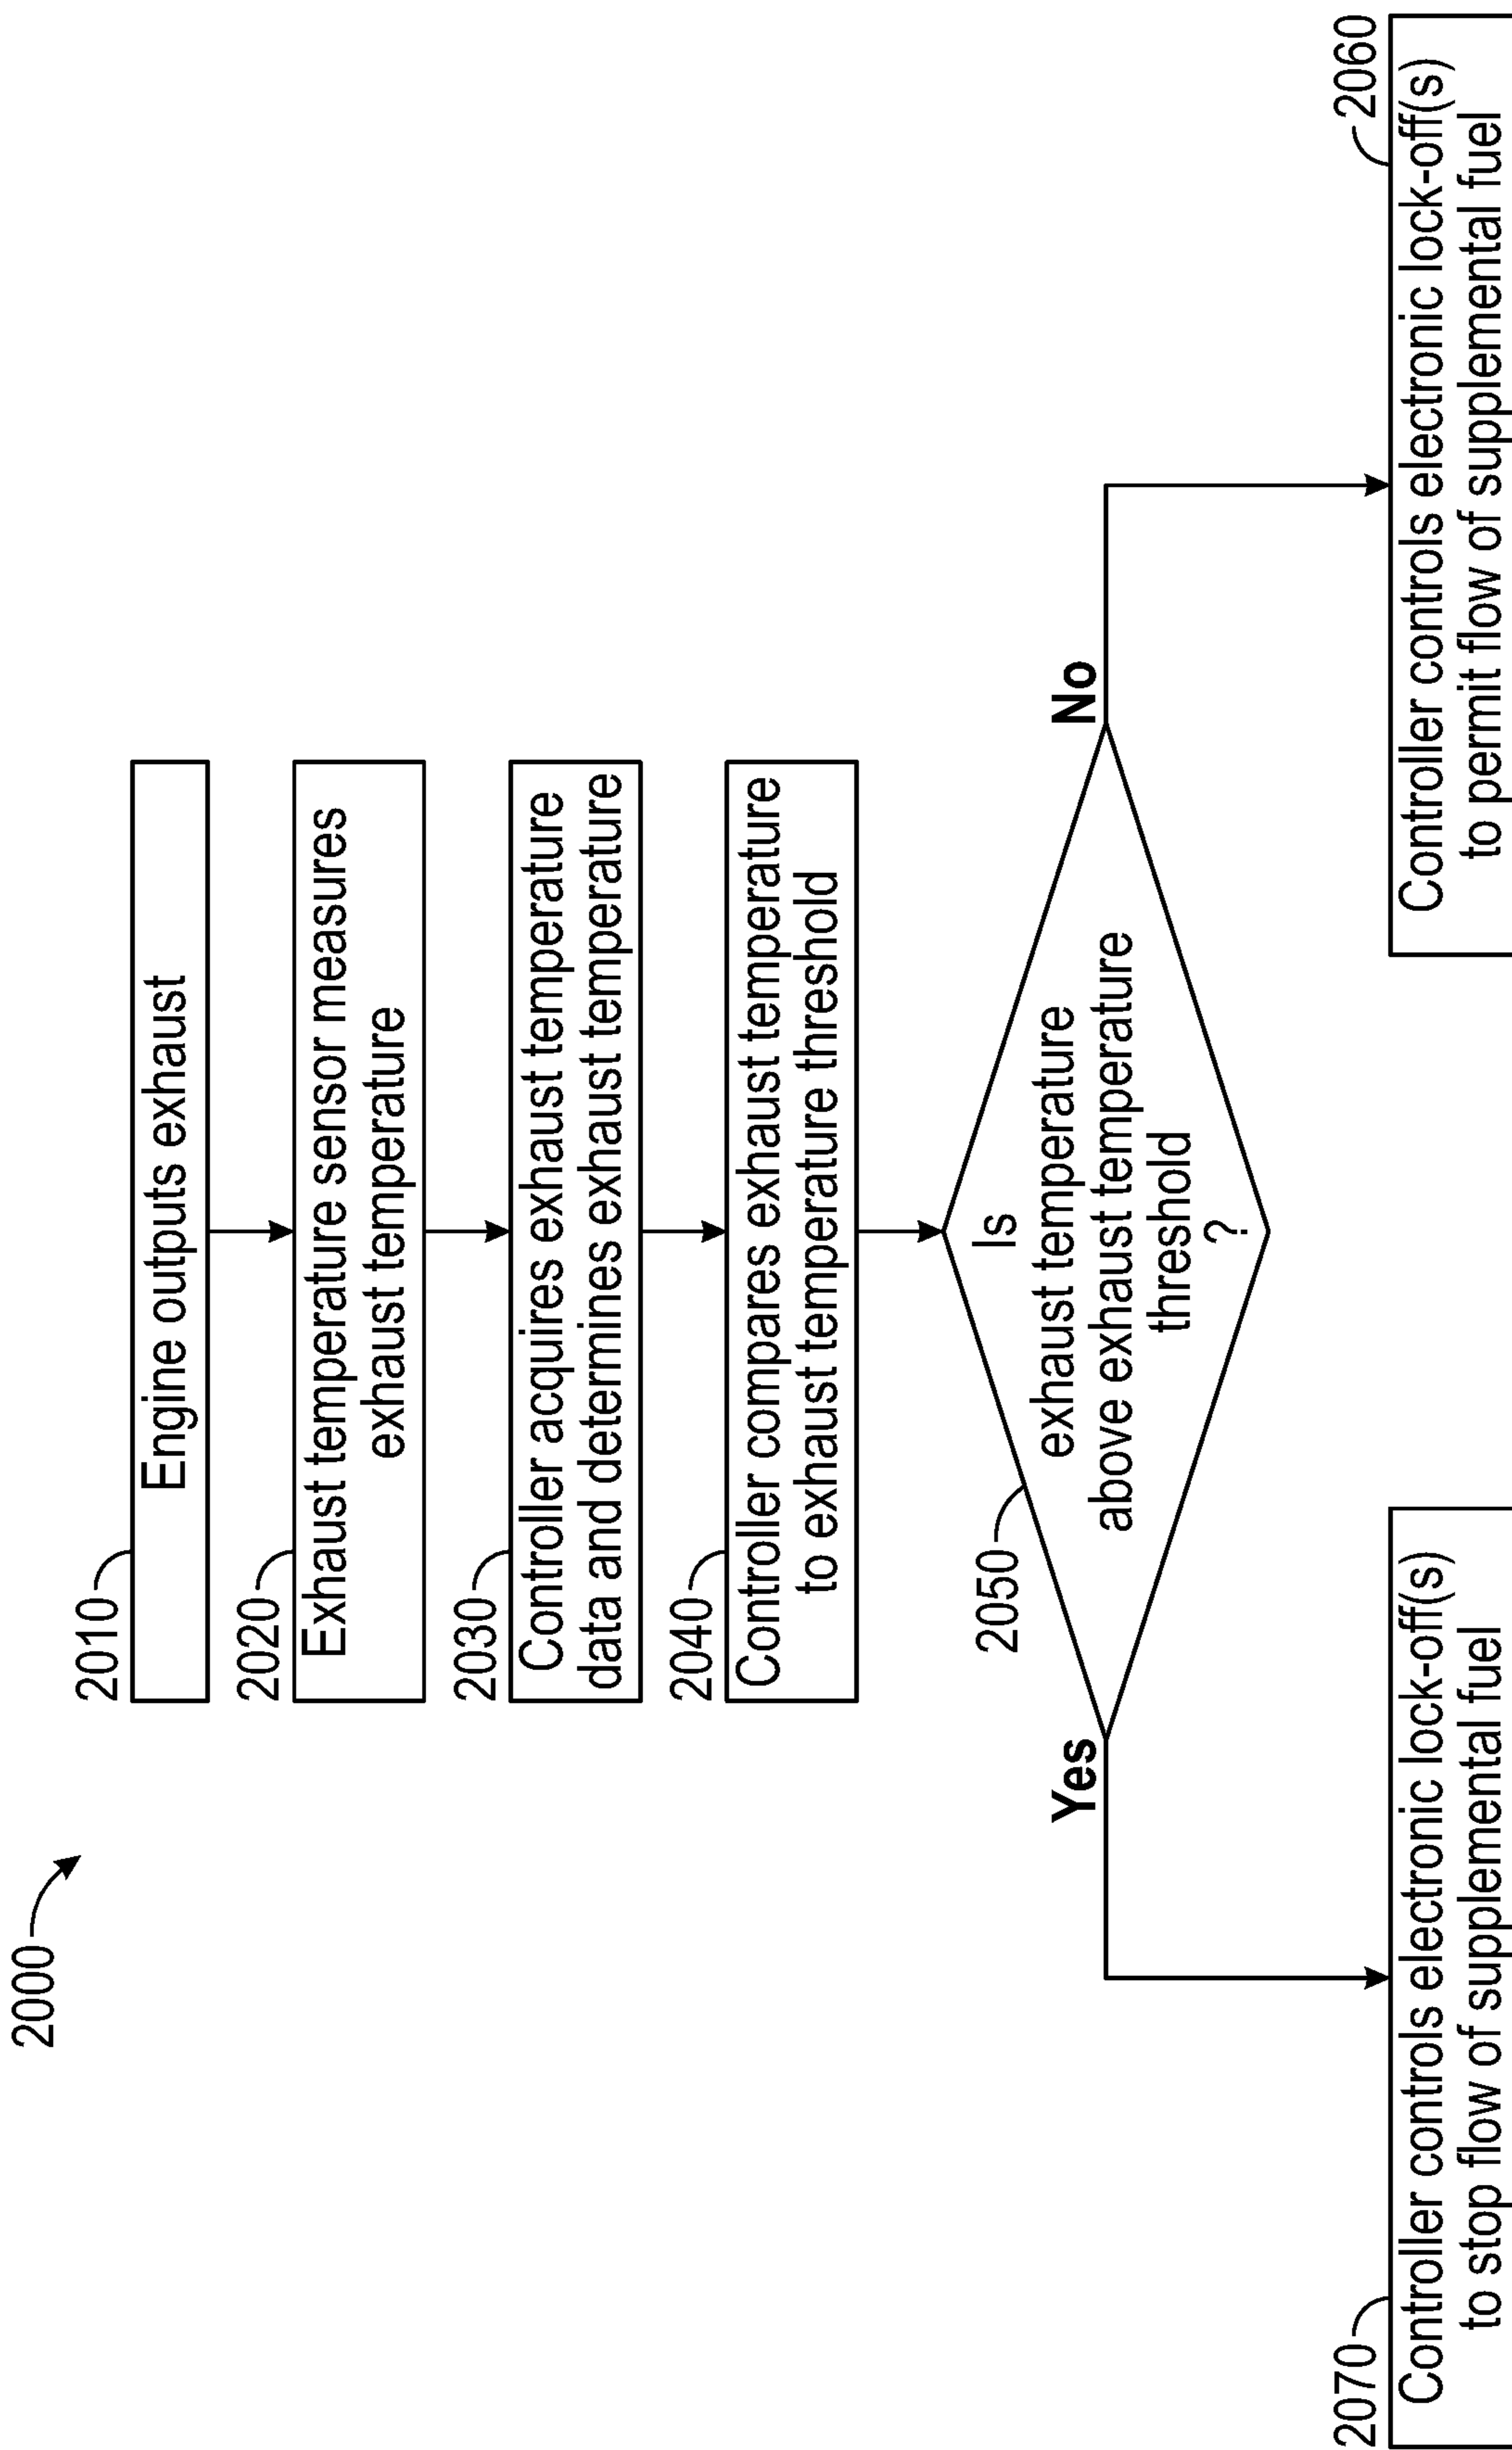 2000
2010
Engine outputs exhaust
2020
Exhaust temperature sensor measures
exhaust temperature
2030
Controller acquires exhaust temperature
data and determines exhaust temperature
2040
Controller compares exhaust temperature
to exhaust temperature threshold
2050
Is
exhaust temperature
above exhaust temperature
threshold
?
Yes
No
2070
Controller controls electronic lock-off(s)
to stop flow of supplemental fuel
2060
Controller controls electronic lock-off(s)
to permit flow of supplemental fuel